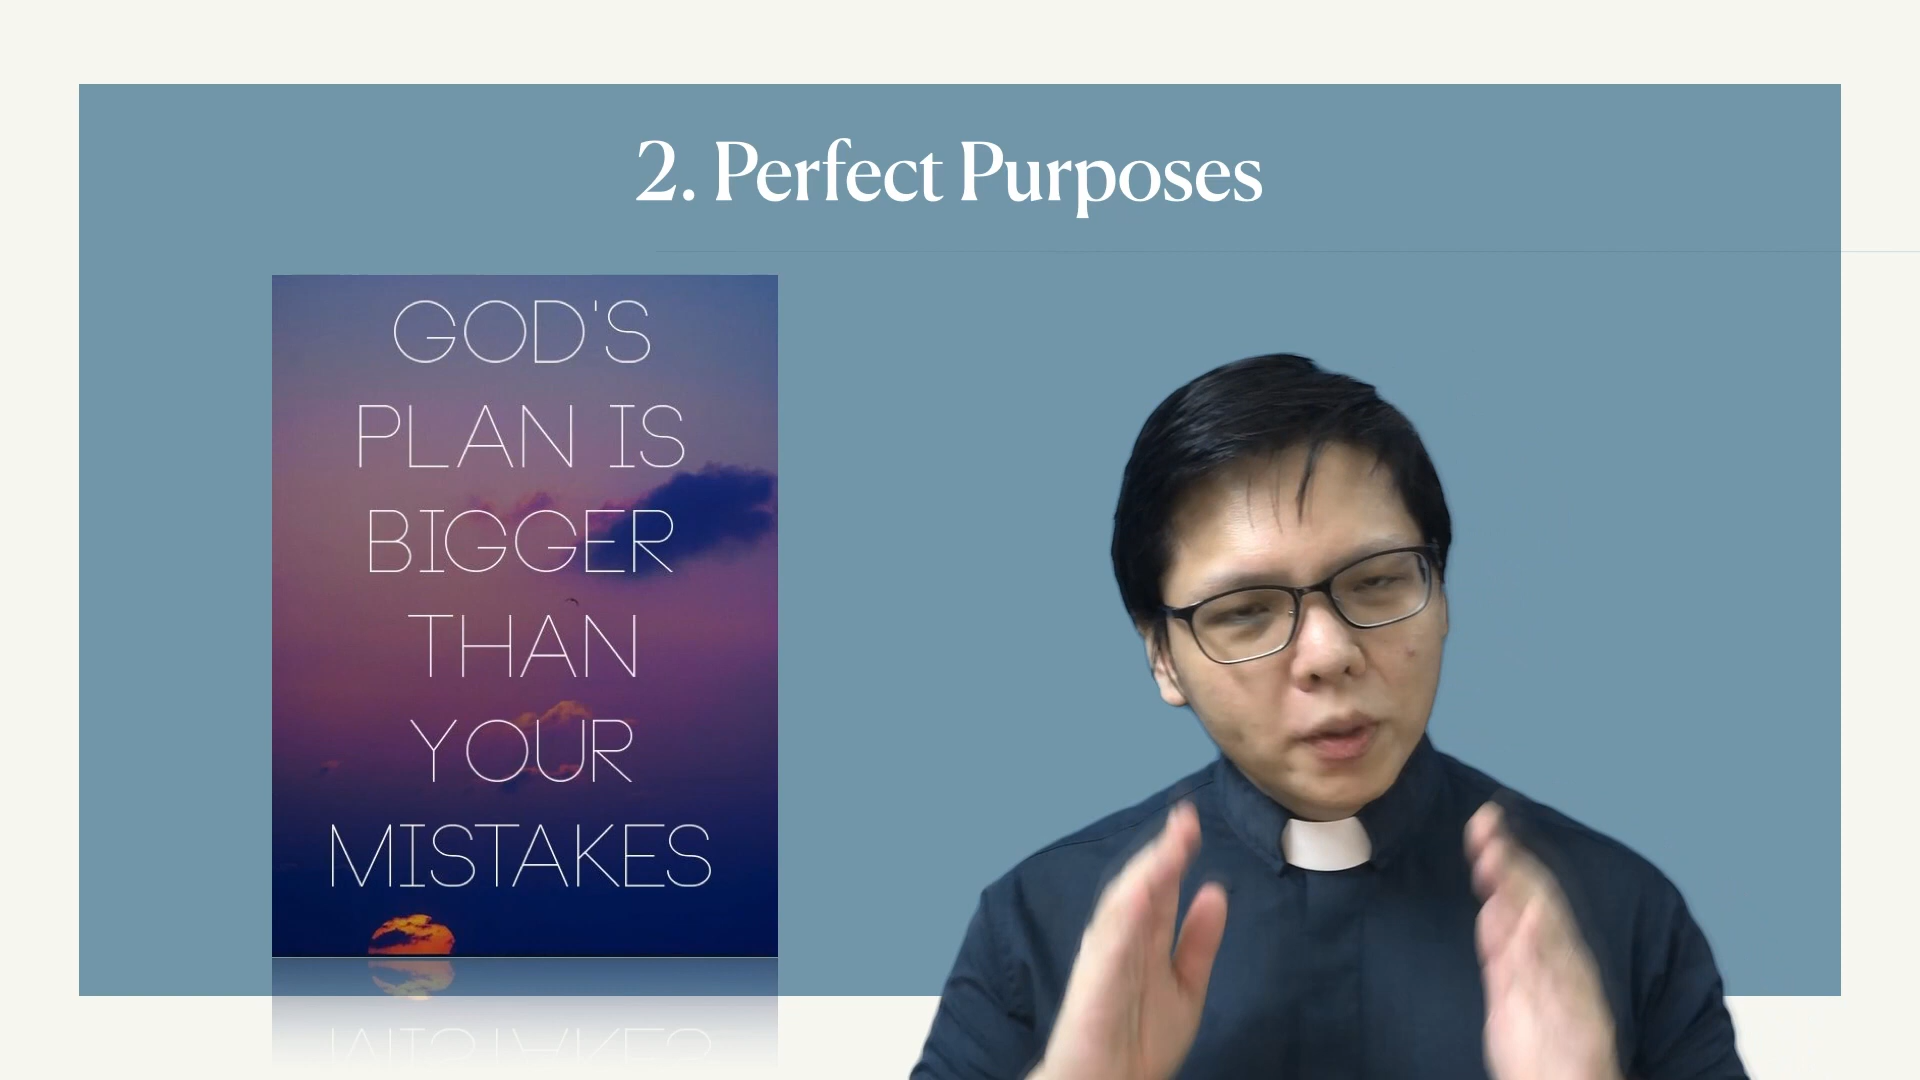 2. Perfect Purposes
GOD'S
PLAN IS
BIGGER
THAN
YOUR
MISTAKES